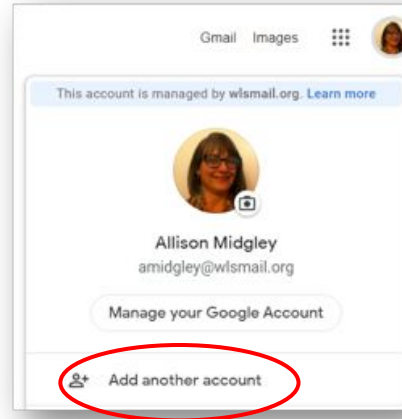 Gmail Images
This account is managed by wlsmail.org. Learn more
Allison Midgley
amidgley@wlsmail.org
Manage your Google Account
Add another account